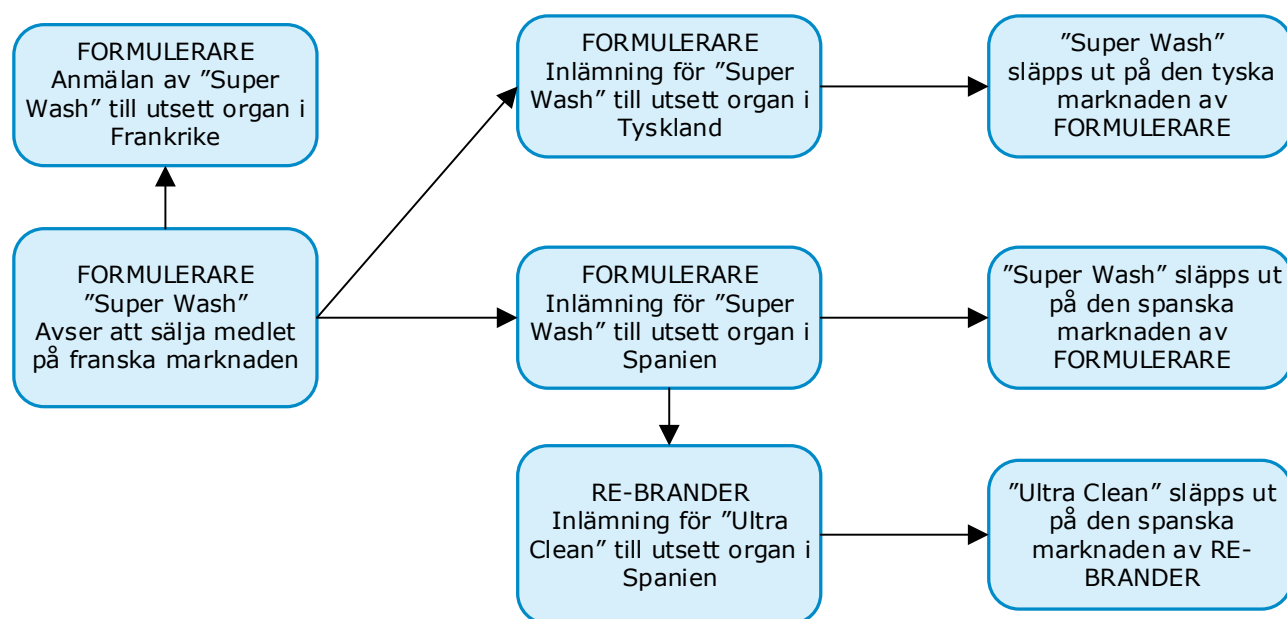 FORMULERARE
Anmälan av ”Super
Wash” till utsett organ i
Frankrike
FORMULERARE
Inlämning för ”Super
Wash” till utsett organ i
Tyskland
”Super Wash”
släpps ut på den tyska
marknaden av
FORMULERARE
FORMULERARE
”Super Wash”
Avser att sälja medlet
på franska marknaden
FORMULERARE
Inlämning för ”Super
Wash” till utsett organ i
Spanien
”Super Wash” släpps ut
på den spanska
marknaden av
FORMULERARE
RE-BRANDER
Inlämning för ”Ultra
Clean” till utsett organ i
Spanien
”Ultra Clean” släpps ut
på den spanska
marknaden av RE-
BRANDER